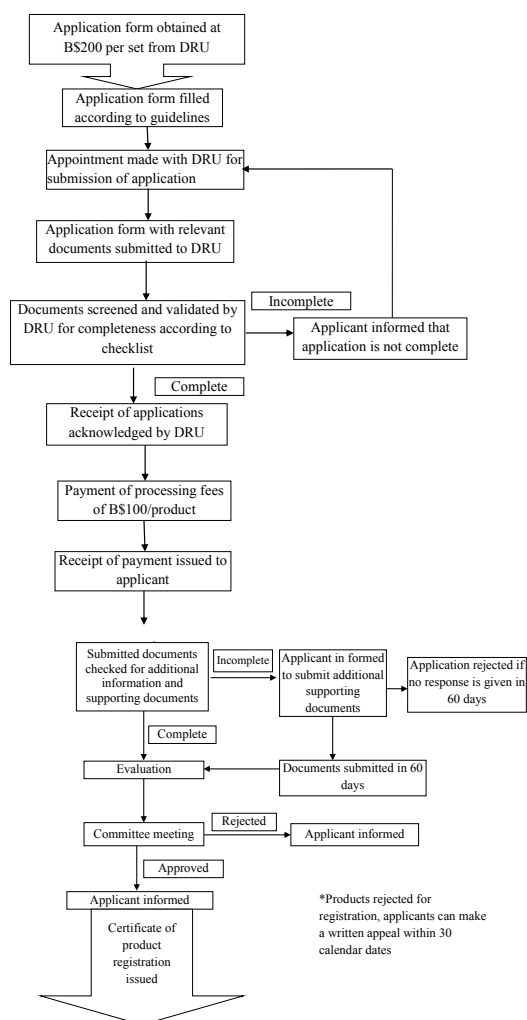 Application form obtained at
B$200 per set from DRU
Application form filled
according to guidelines
Appointment made with DRU for
submission of application
Application form with relevant
documents submitted to DRU
Documents screened and validated by
DRU for completeness according to
checklist
Incomplete
Applicant informed that
application is not complete
Complete
Receipt of applications
acknowledged by DRU
Payment of processing fees
of B$100/product
Receipt of payment issued to
applicant
Submitted documents
checked for additional
information and
supporting documents
Incomplete
Applicant in formed
to submit additional
supporting
documents
Application rejected if
no response is given in
60 days
Complete
Evaluation
Documents submitted in 60
days
Committee meeting
Rejected
Applicant informed
Approved
Applicant informed
Certificate of
product
registration
issued
*Products rejected for
registration, applicants can make
a written appeal within 30
calendar dates